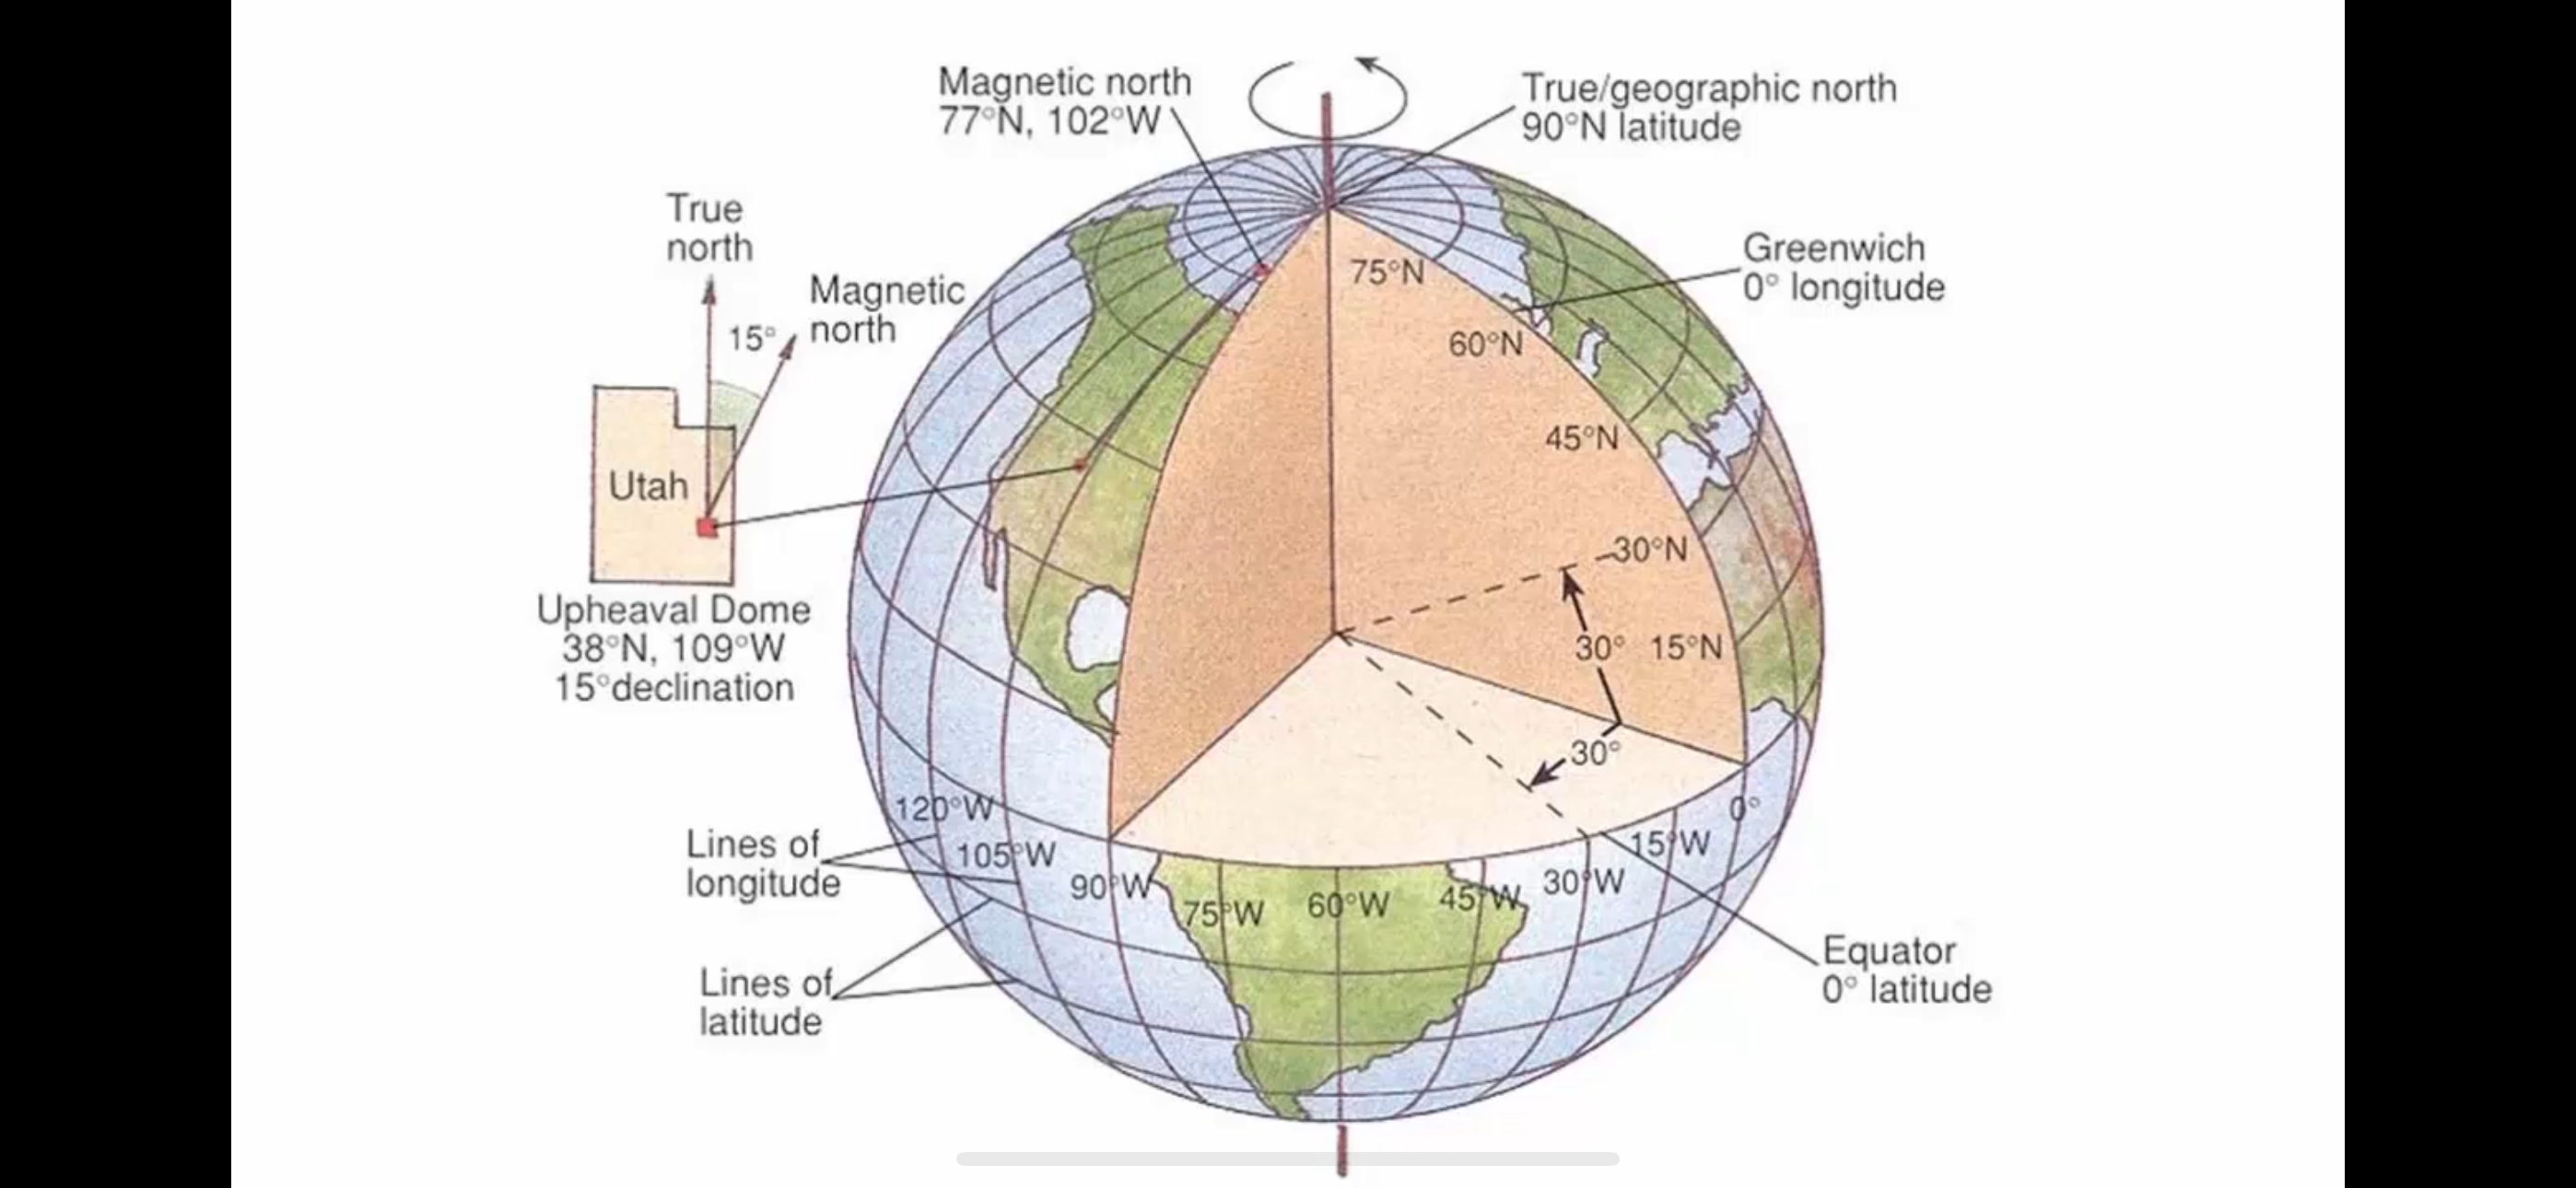 Magnetic north
77°N, 102°W
True/geographic north
90°N latitude
True
north
Magnetic
north
15°
Greenwich
0° longitude
75°N
60°N
45°N
30°N
15°N
30°
30°
Utah
Upheaval Dome
38°N, 109°W
15°declination
120°W
105°W
90°W
75°W
60°W
45°W
30°W
15°W
0°
Lines of
longitude
Lines of
latitude
Equator
0° latitude